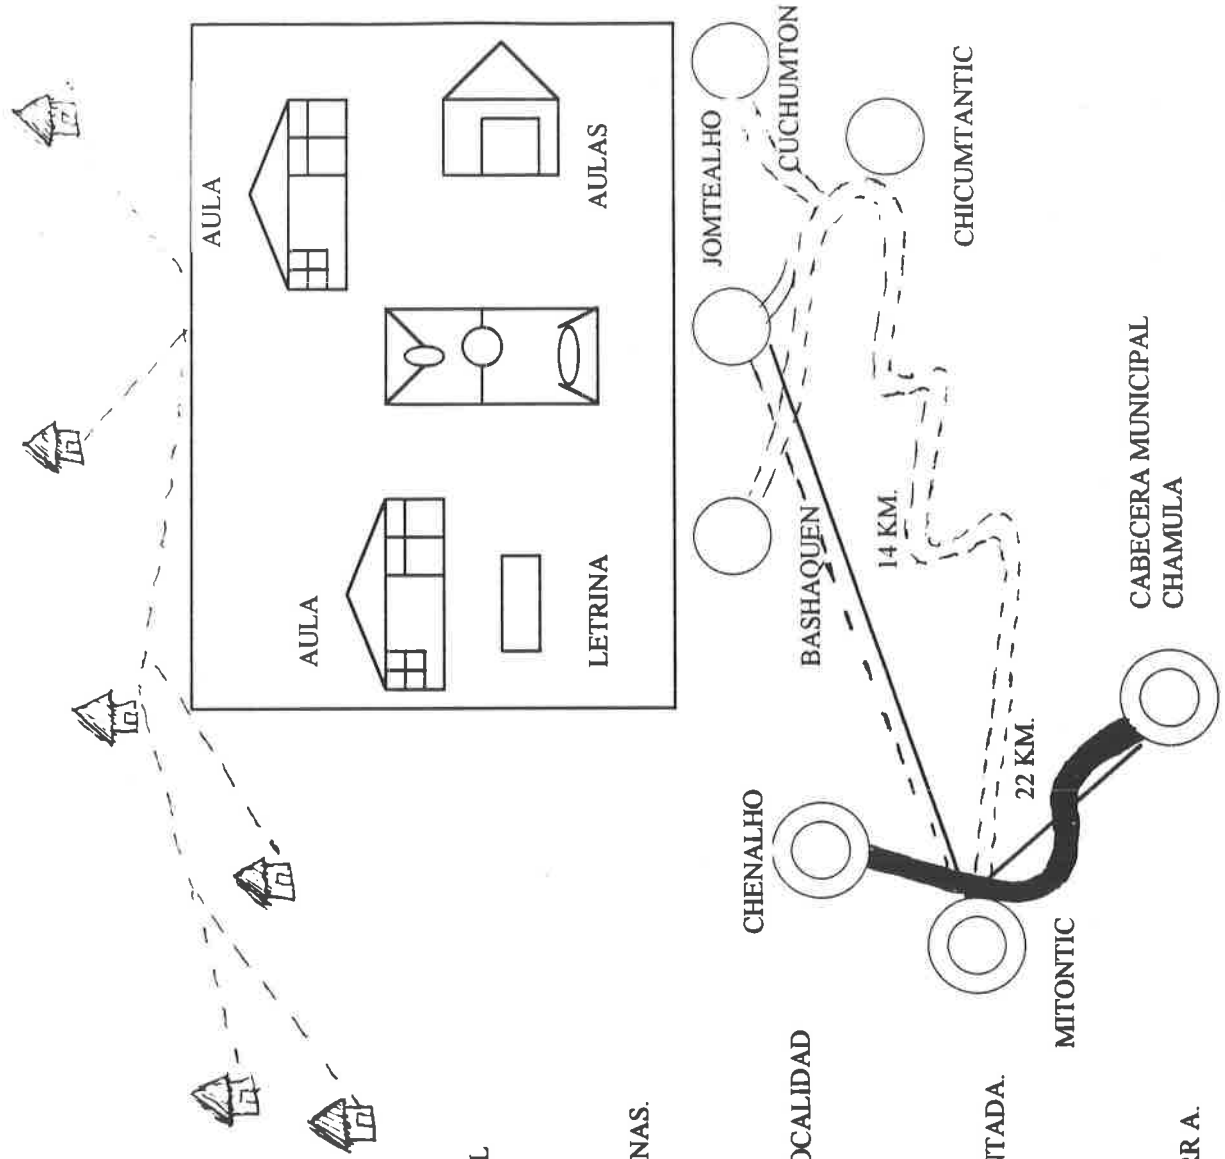 AULA
AULA
L
LETRINA
AULAS
NAS.
JOMTEALHO
CHENALHO
CUCHUMTON
OCALIDAD
BASHAQUEN
14 KM.
CHICUMTANTIC
NTADA.
22 KM.
MITONTIC
CABECERA MUNICIPAL
CHAMULA
R A.